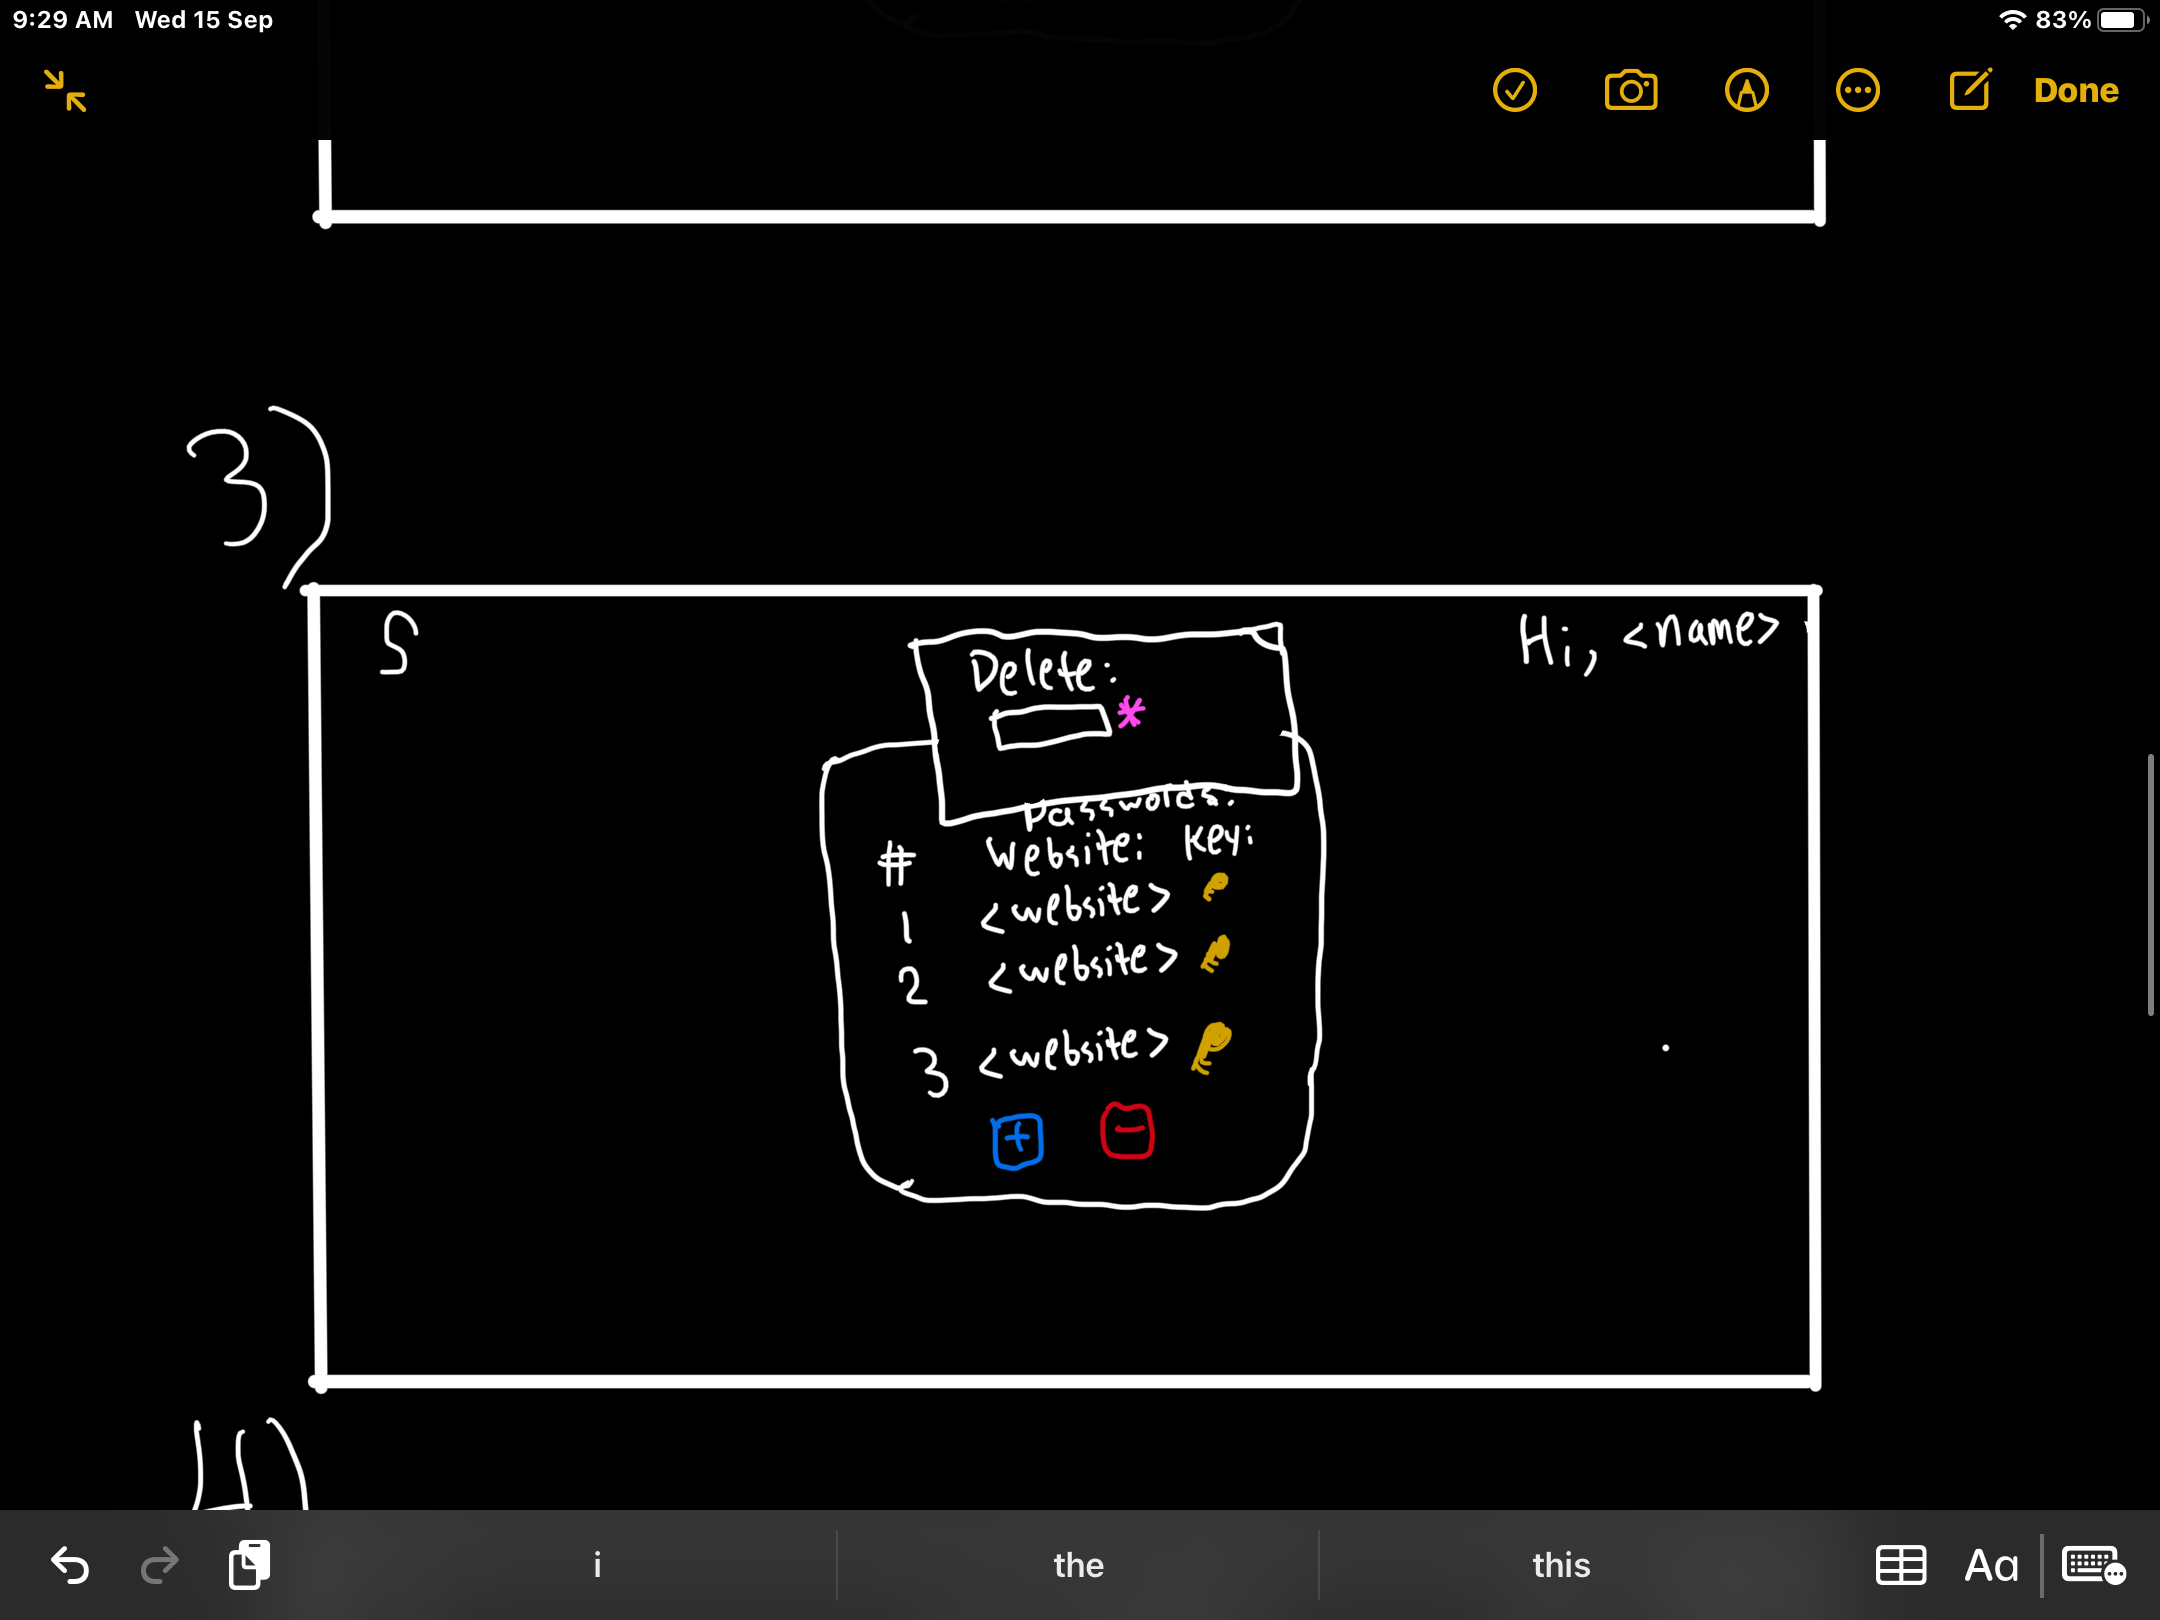 9:29 AM Wed 15 Sep
83%
Done
3)
S
Hi, <name>
Delete:
*
Passwords:
# Website: Key:
1 <website>
2 <website>
3 <website>
+ -
4)
i the this
Aa